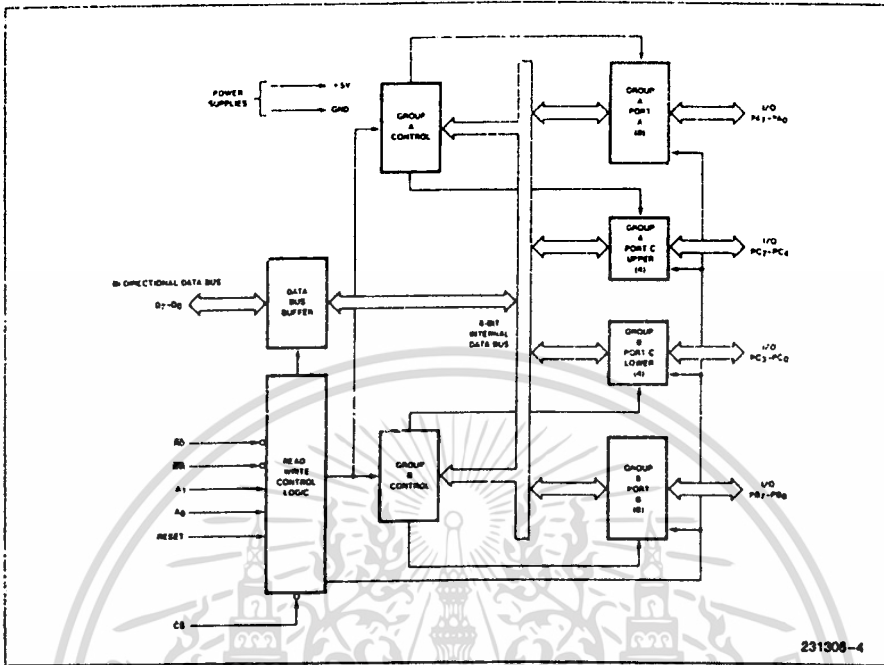 POWER
SUPPLIES
+5V
GND
GROUP
A
CONTROL
GROUP
A
PORT
A
(8)
I/O
PA7-PA0
GROUP
A
PORT C
UPPER
(4)
I/O
PC7-PC4
BI DIRECTIONAL DATA BUS
D7-D0
DATA
BUS
BUFFER
8-BIT
INTERNAL
DATA BUS
GROUP
B
PORT C
LOWER
(4)
I/O
PC3-PC0
RD
WR
A1
A0
RESET
READ
WRITE
CONTROL
LOGIC
GROUP
B
CONTROL
GROUP
B
PORT
B
(8)
I/O
PB7-PB0
CS
231308-4